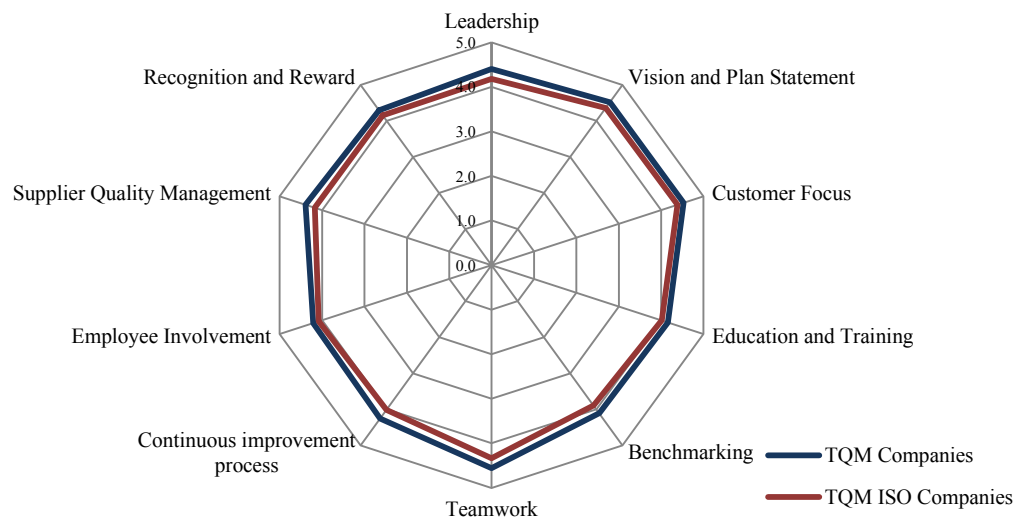 Leadership
5.0
Recognition and Reward
Vision and Plan Statement
4.0
3.0
Supplier Quality Management
Customer Focus
2.0
1.0
0.0
Employee Involvement
Education and Training
Continuous improvement
process
Benchmarking
TQM Companies
TQM ISO Companies
Teamwork